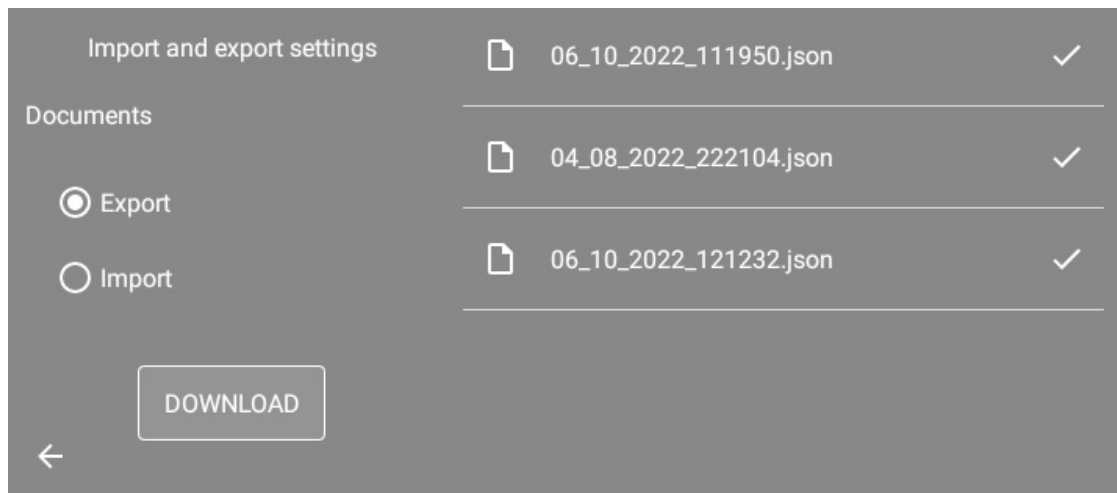 Import and export settings
Documents
Export
Import
DOWNLOAD
06_10_2022_111950.json
04_08_2022_222104.json
06_10_2022_121232.json